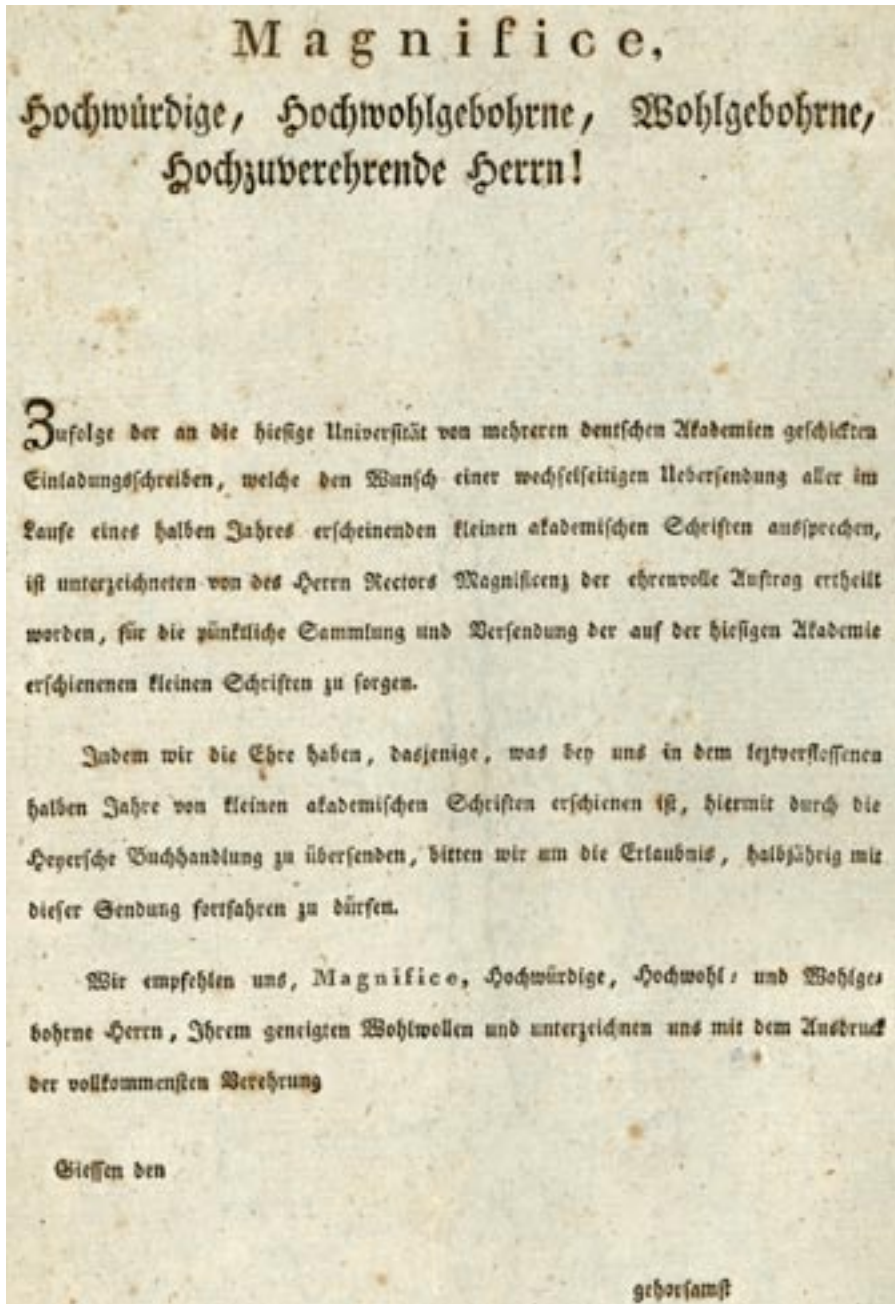 Magnifice,
Hochwürdige, Hochwohlgebohrne, Wohlgebohrne,
Hochzuverehrende Herrn!
Zufolge der an die hiesige Universität von mehreren deutschen Akademien geschickten
Einladungsschreiben, welche den Wunsch einer wechselseitigen Uebersendung aller im
Laufe eines halben Jahres erscheinenden kleinen akademischen Schriften aussprechen,
ist unterzeichneten von des Herrn Rectors Magnificenz der ehrenvolle Auftrag ertheilt
worden, für die pünktliche Sammlung und Versendung der auf der hiesigen Akademie
erschienenen kleinen Schriften zu sorgen.
Indem wir die Ehre haben, dasjenige, was bey uns in dem leztverflossenen
halben Jahre von kleinen akademischen Schriften erschienen ist, hiermit durch die
Heyersche Buchhandlung zu übersenden, bitten wir um die Erlaubnis, halbjährig mit
dieser Sendung fortfahren zu dürfen.
Wir empfehlen uns, Magnifice, Hochwürdige, Hochwohl- und Wohlge-
bohrne Herrn, Ihrem geneigten Wohlwollen und unterzeichnen uns mit dem Ausdruck
der vollkommensten Verehrung
Giessen den
gehorsamst